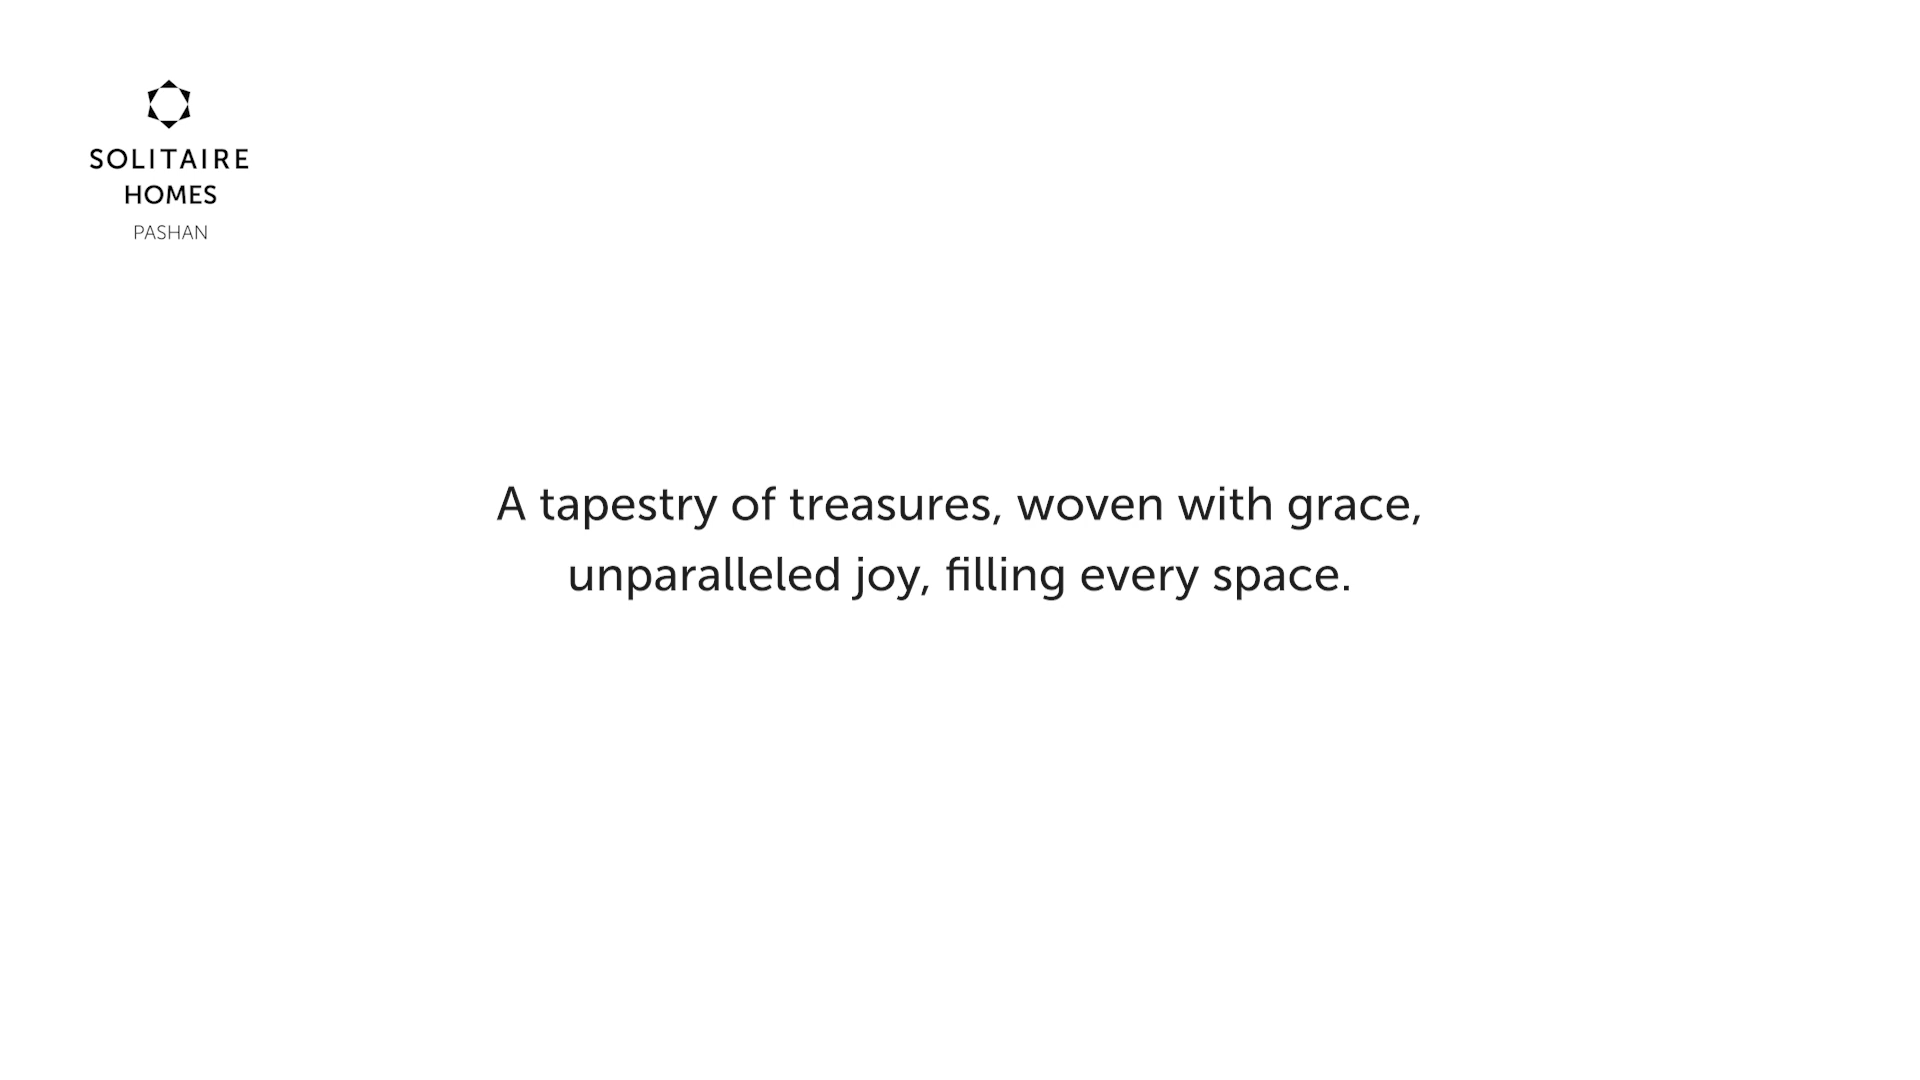 SOLITAIRE
HOMES
PASHAN
A tapestry of treasures, woven with grace,
unparalleled joy, filling every space.